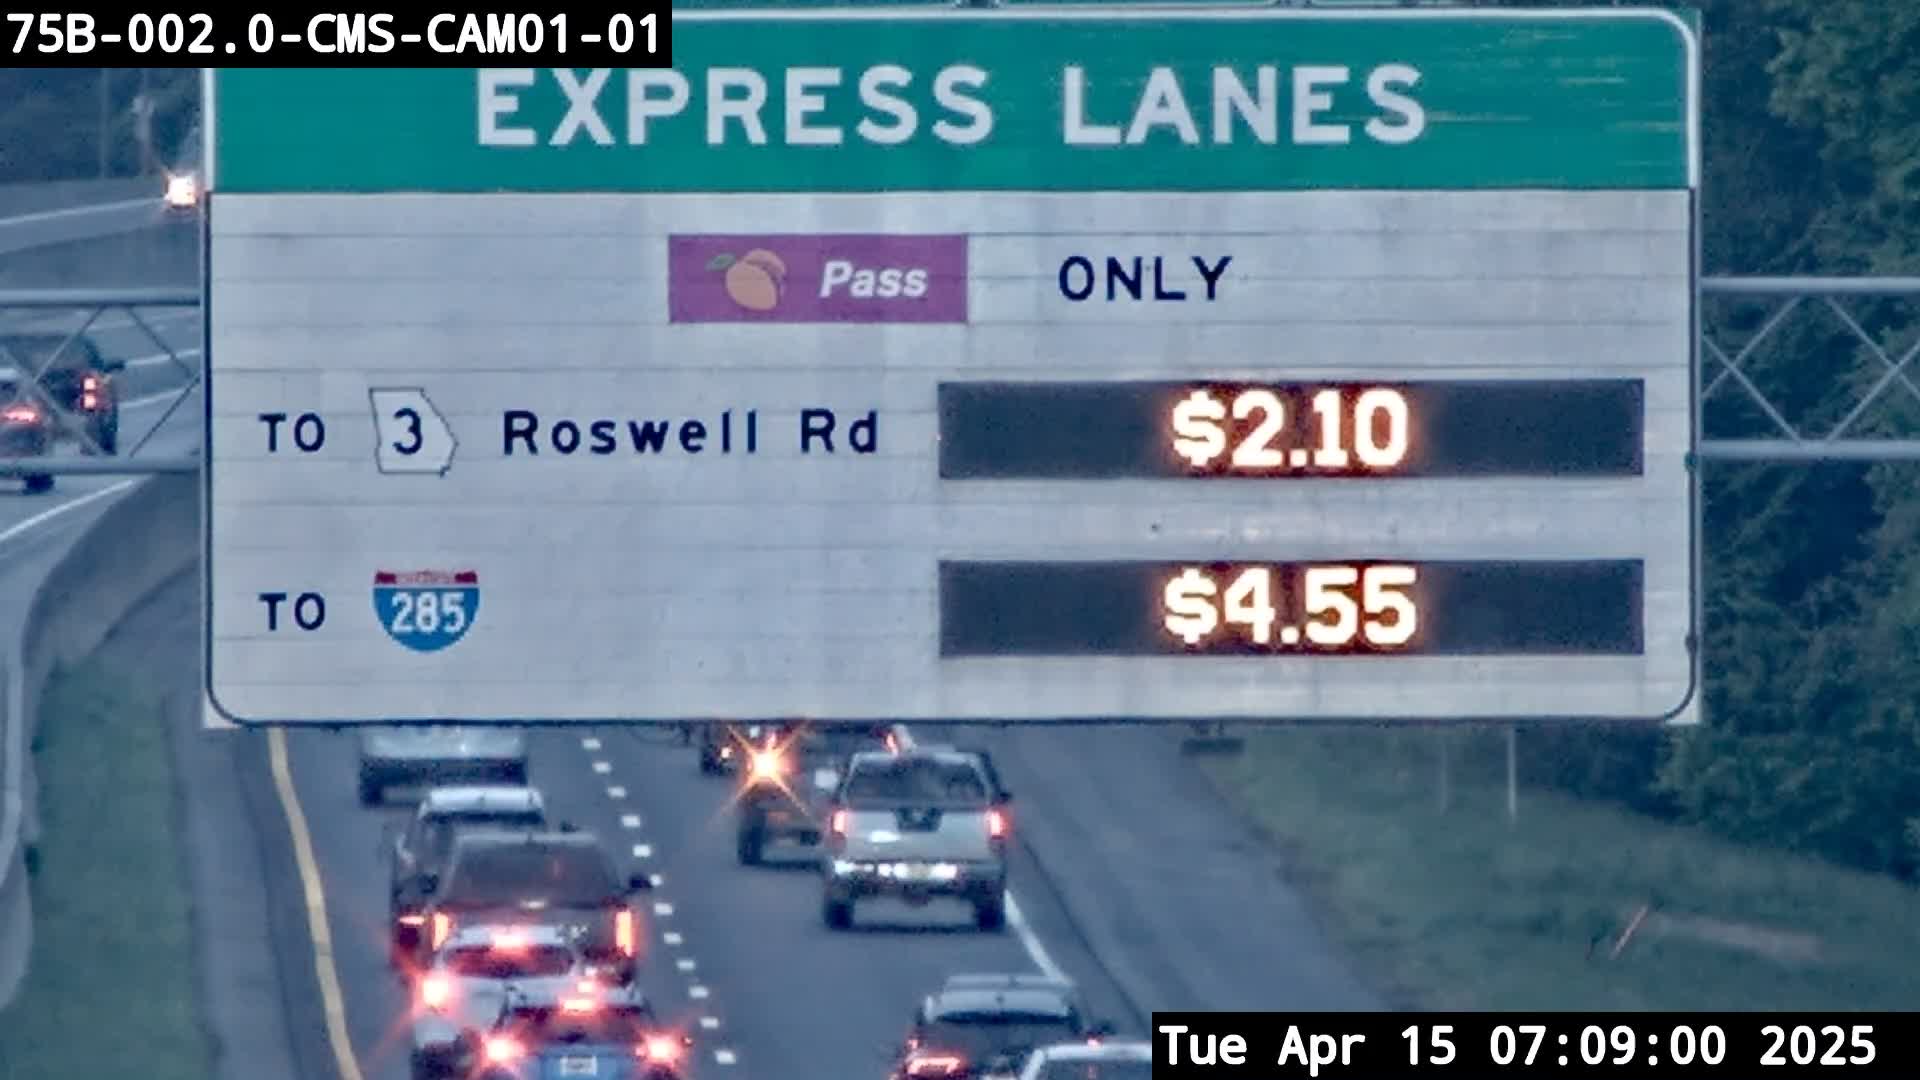 75B-002.0-CMS-CAM01-01
EXPRESS LANES
Pass ONLY
TO 3 Roswell Rd $2.10
TO 285 $4.55
Tue Apr 15 07:09:00 2025